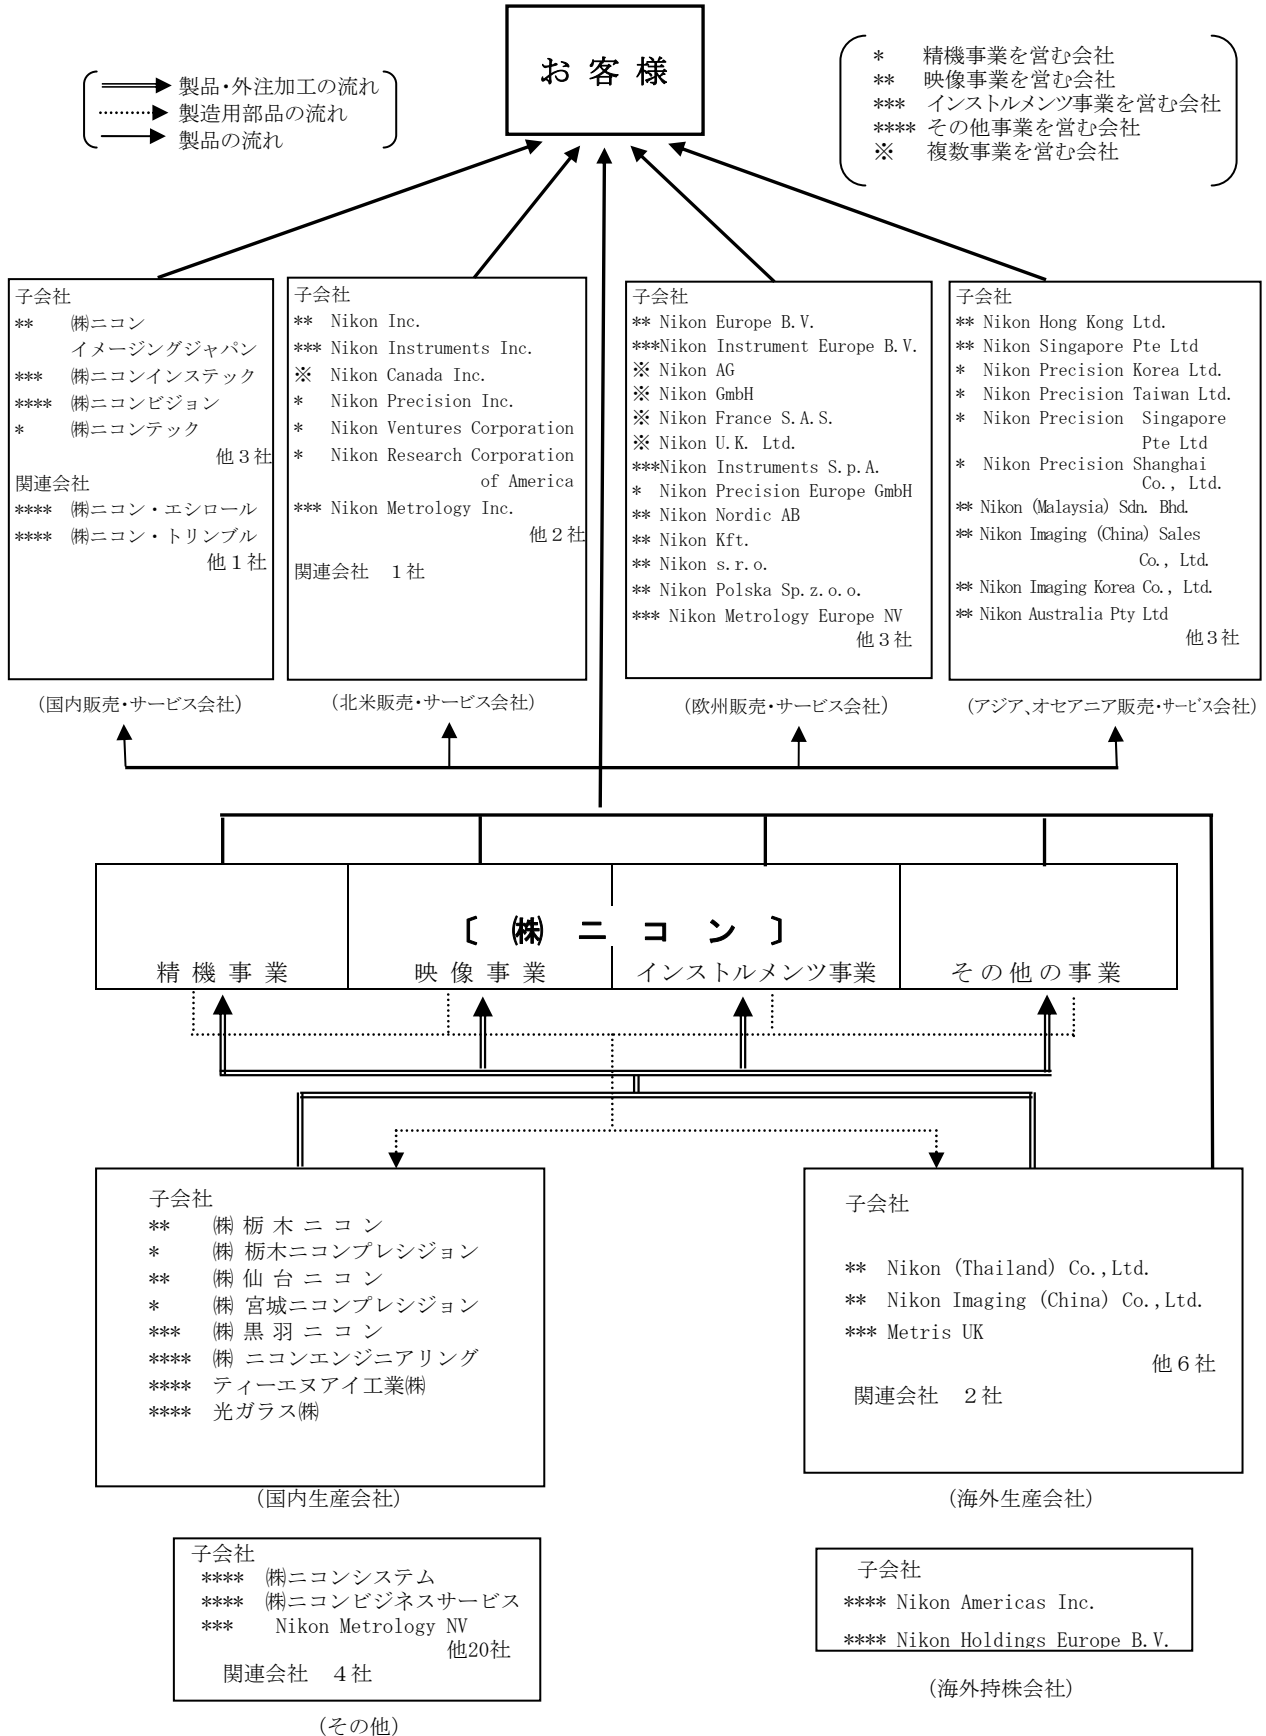 お 客 様
製品・外注加工の流れ
製造用部品の流れ
製品の流れ
* 精機事業を営む会社
** 映像事業を営む会社
*** インストルメンツ事業を営む会社
**** その他事業を営む会社
※ 複数事業を営む会社
子会社
** ㈱ニコン
イメージングジャパン
*** ㈱ニコンインステック
**** ㈱ニコンビジョン
* ㈱ニコンテック
他３社
関連会社
**** ㈱ニコン・エシロール
**** ㈱ニコン・トリンブル
他１社
(国内販売・サービス会社)
子会社
** Nikon Inc.
*** Nikon Instruments Inc.
※ Nikon Canada Inc.
* Nikon Precision Inc.
* Nikon Ventures Corporation
* Nikon Research Corporation
of America
*** Nikon Metrology Inc.
他２社
関連会社 １社
(北米販売・サービス会社)
子会社
** Nikon Europe B.V.
***Nikon Instrument Europe B.V.
※ Nikon AG
※ Nikon GmbH
※ Nikon France S.A.S.
※ Nikon U.K. Ltd.
***Nikon Instruments S.p.A.
* Nikon Precision Europe GmbH
** Nikon Nordic AB
** Nikon Kft.
** Nikon s.r.o.
** Nikon Polska Sp.z.o.o.
*** Nikon Metrology Europe NV
他３社
(欧州販売・サービス会社)
子会社
** Nikon Hong Kong Ltd.
** Nikon Singapore Pte Ltd
* Nikon Precision Korea Ltd.
* Nikon Precision Taiwan Ltd.
* Nikon Precision Singapore
Pte Ltd
* Nikon Precision Shanghai
Co., Ltd.
** Nikon (Malaysia) Sdn. Bhd.
** Nikon Imaging (China) Sales
Co., Ltd.
** Nikon Imaging Korea Co., Ltd.
** Nikon Australia Pty Ltd
他３社
(アジア、オセアニア販売・ｻｰﾋﾞｽ会社)
〔 ㈱ ニ コ ン 〕
精 機 事 業
映 像 事 業
インストルメンツ事業
その他の事業
子会社
** ㈱ 栃 木 ニ コ ン
* ㈱ 栃木ニコンプレシジョン
** ㈱ 仙 台 ニ コ ン
* ㈱ 宮城ニコンプレシジョン
*** ㈱ 黒 羽 ニ コ ン
**** ㈱ ニコンエンジニアリング
**** ティーエヌアイ工業㈱
**** 光ガラス㈱
(国内生産会社)
子会社
** Nikon (Thailand) Co.,Ltd.
** Nikon Imaging (China) Co.,Ltd.
*** Metris UK
他６社
関連会社 ２社
(海外生産会社)
子会社
**** ㈱ニコンシステム
**** ㈱ニコンビジネスサービス
*** Nikon Metrology NV
他20社
関連会社 ４社
(その他)
子会社
**** Nikon Americas Inc.
**** Nikon Holdings Europe B.V.
(海外持株会社)